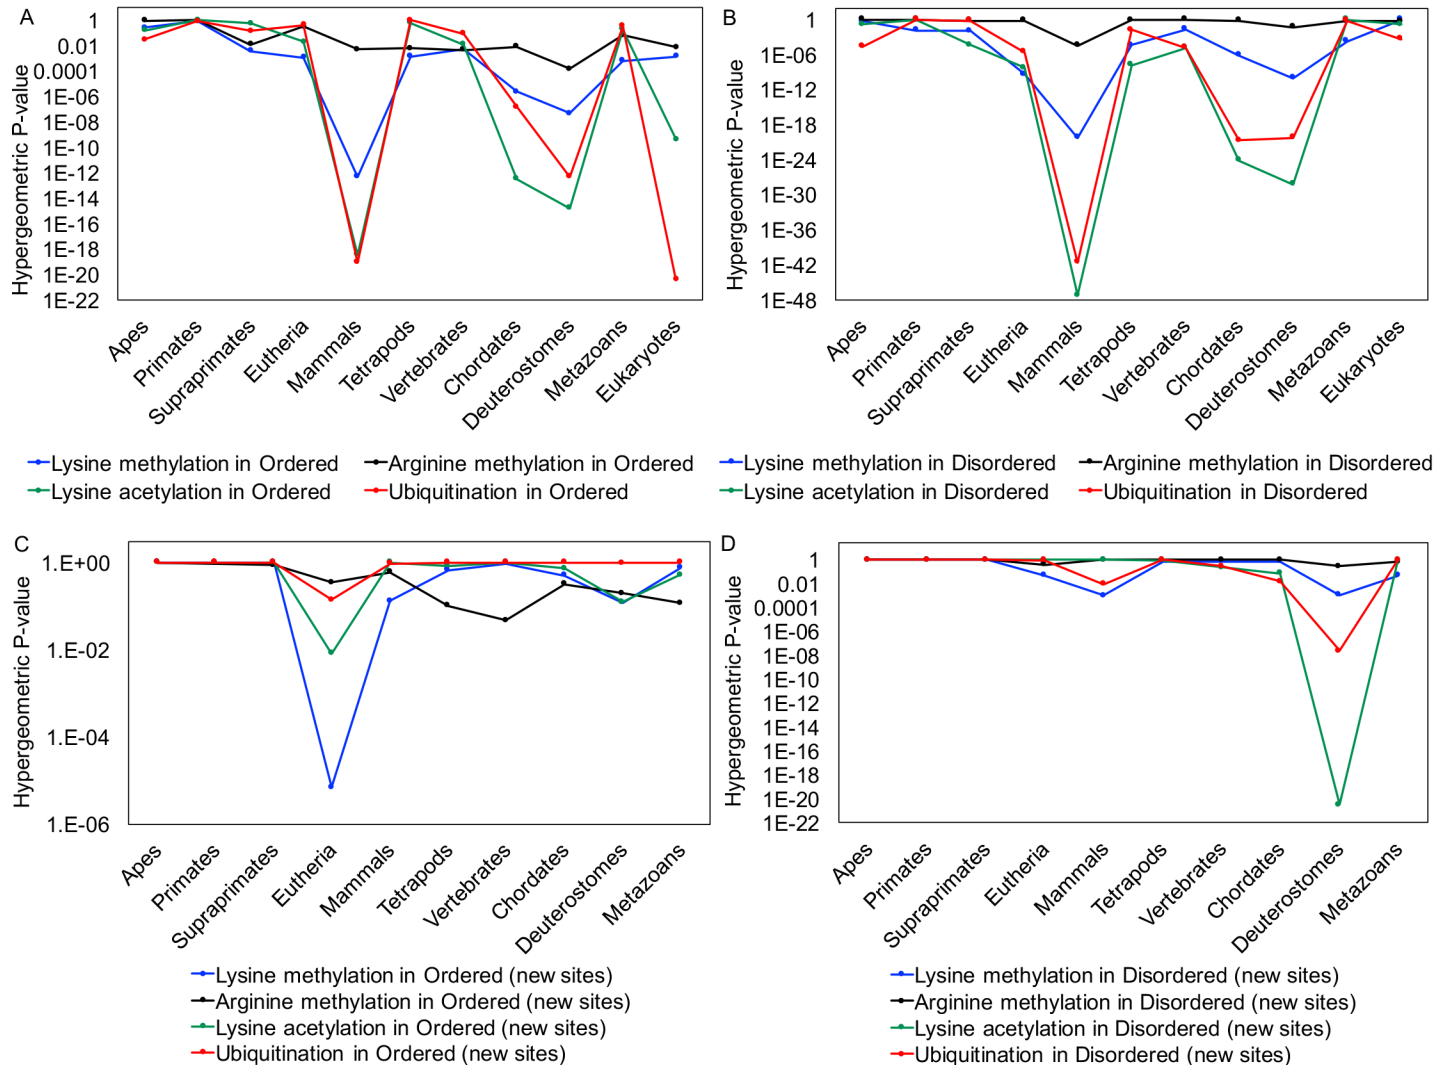 A
Hypergeometric P-value
1
0.01
0.0001
1E-06
1E-08
1E-10
1E-12
1E-14
1E-16
1E-18
1E-20
1E-22
Apes
Primates
Supraprimates
Eutheria
Mammals
Tetrapods
Vertebrates
Chordates
Deuterostomes
Metazoans
Eukaryotes
Lysine methylation in Ordered
Arginine methylation in Ordered
Lysine acetylation in Ordered
Ubiquitination in Ordered
B
Hypergeometric P-value
1
1E-06
1E-12
1E-18
1E-24
1E-30
1E-36
1E-42
1E-48
Apes
Primates
Supraprimates
Eutheria
Mammals
Tetrapods
Vertebrates
Chordates
Deuterostomes
Metazoans
Eukaryotes
Lysine methylation in Disordered
Arginine methylation in Disordered
Lysine acetylation in Disordered
Ubiquitination in Disordered
C
Hypergeometric P-value
1.E+00
1.E-02
1.E-04
1.E-06
Apes
Primates
Supraprimates
Eutheria
Mammals
Tetrapods
Vertebrates
Chordates
Deuterostomes
Metazoans
Lysine methylation in Ordered (new sites)
Arginine methylation in Ordered (new sites)
Lysine acetylation in Ordered (new sites)
Ubiquitination in Ordered (new sites)
D
Hypergeometric P-value
1
0.01
0.0001
1E-06
1E-08
1E-10
1E-12
1E-14
1E-16
1E-18
1E-20
1E-22
Apes
Primates
Supraprimates
Eutheria
Mammals
Tetrapods
Vertebrates
Chordates
Deuterostomes
Metazoans
Lysine methylation in Disordered (new sites)
Arginine methylation in Disordered (new sites)
Lysine acetylation in Disordered (new sites)
Ubiquitination in Disordered (new sites)